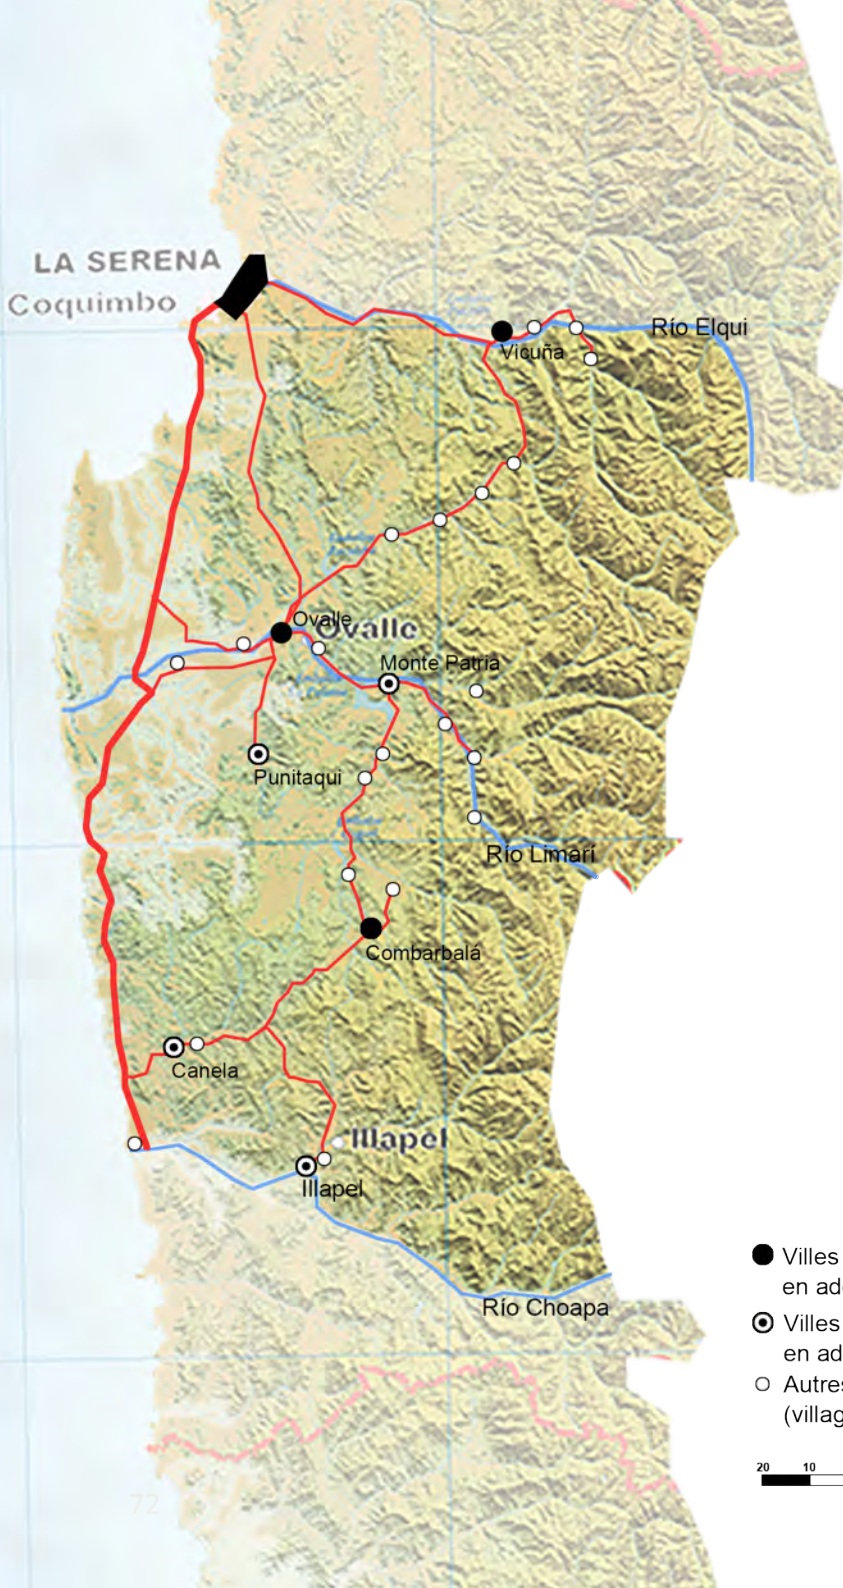 LA SERENA
Coquimbo
Río Elqui
Vicuña
Ovalle
Ovalle
Monte Patria
Punitaqui
Río Limarí
Combarbalá
Canela
Illapel
Illapel
Río Choapa
Villes
en ad
Villes
en ad
Autres
(villag
20 10
72